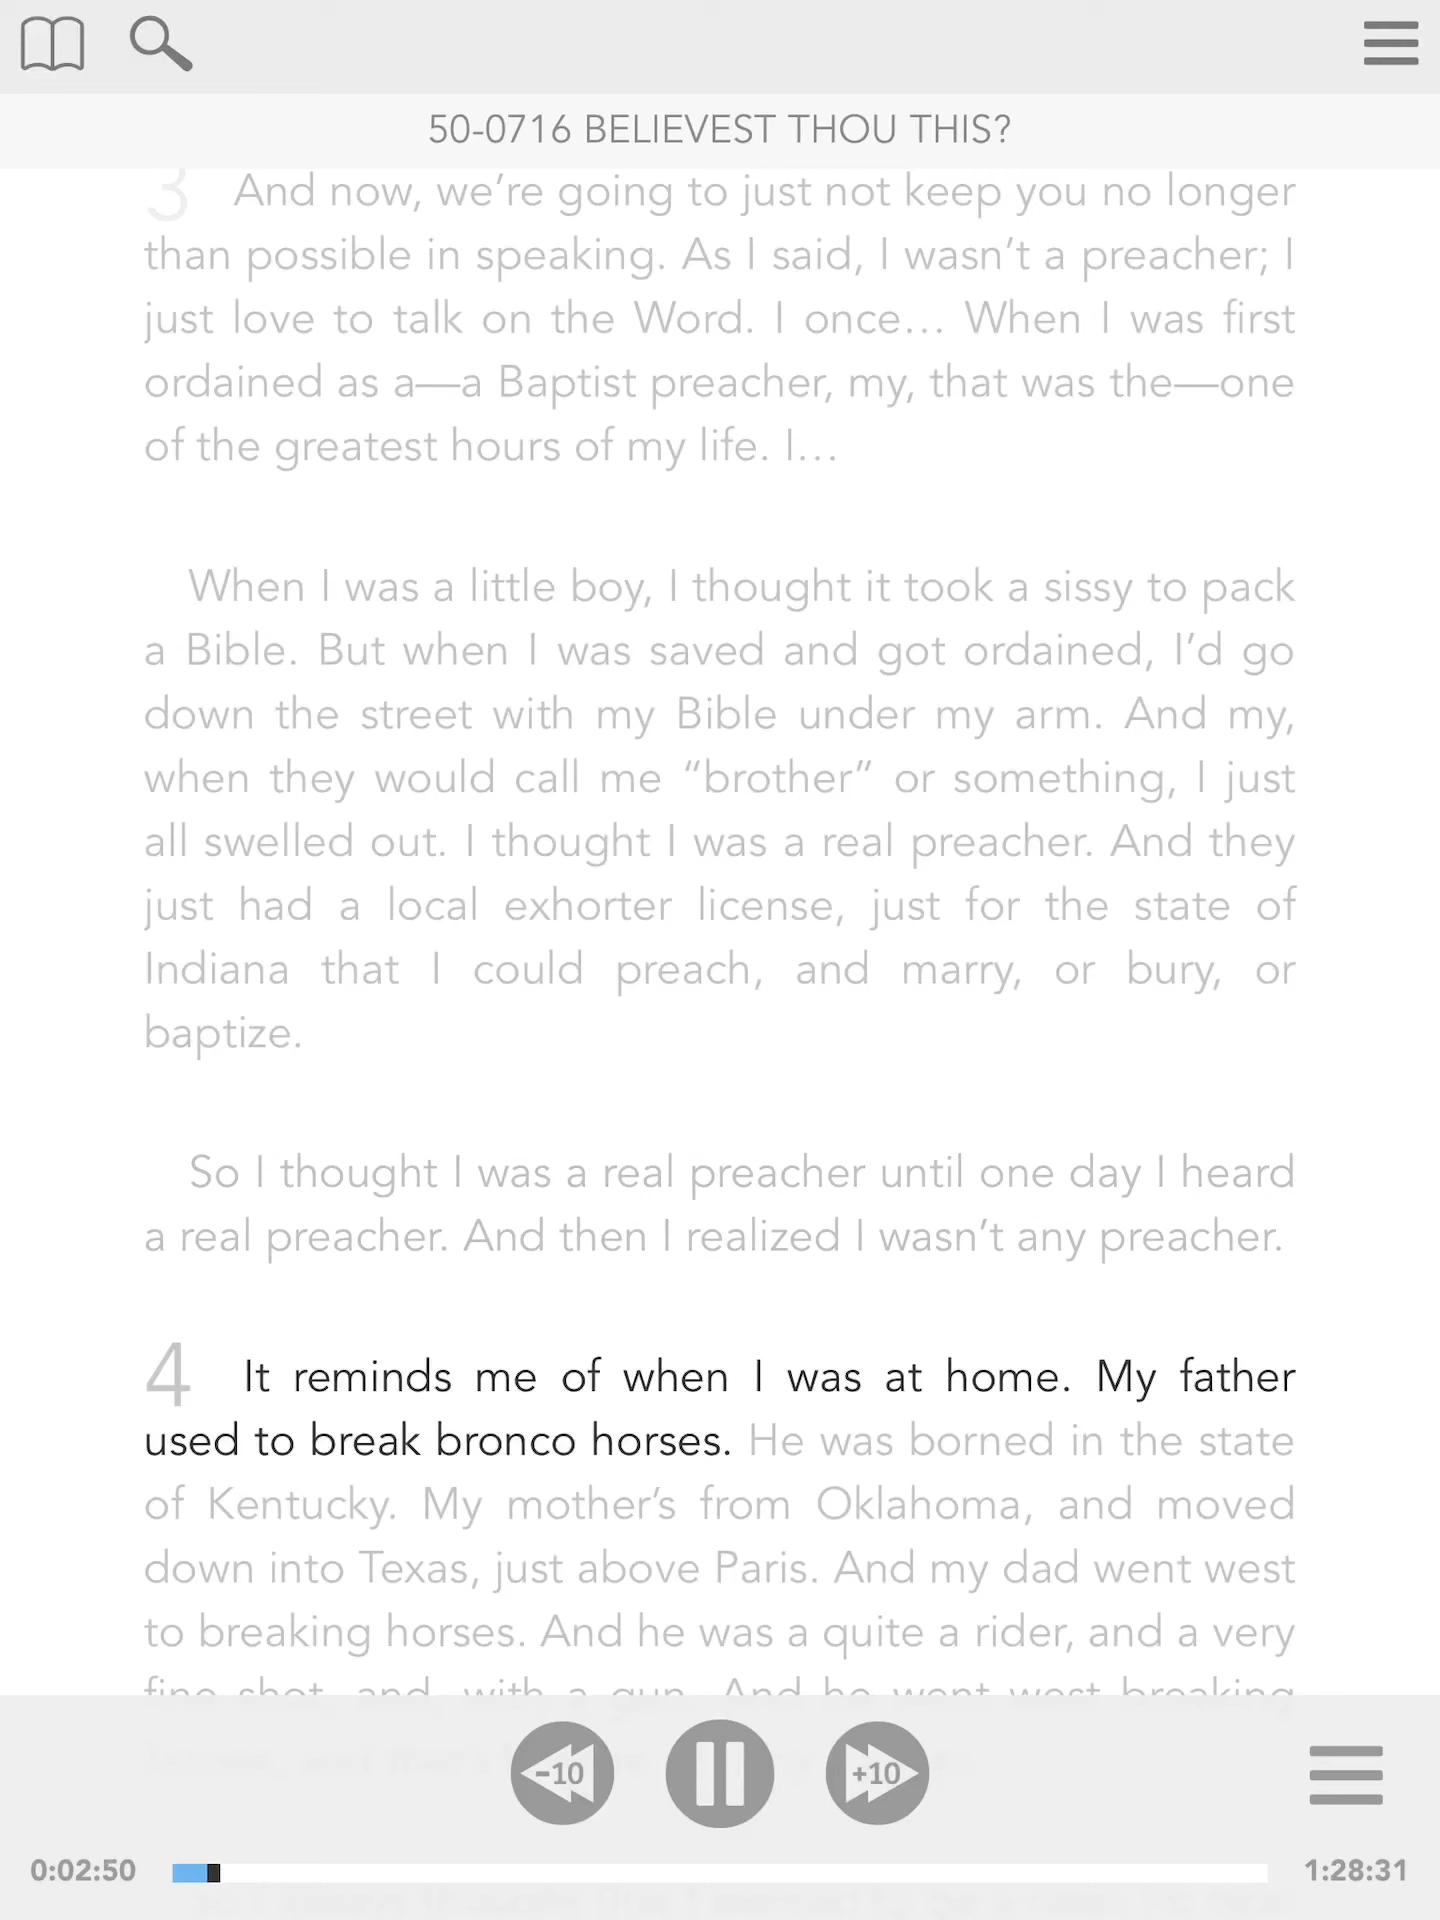 50-0716 BELIEVEST THOU THIS?
3 And now, we’re going to just not keep you no longer
than possible in speaking. As I said, I wasn’t a preacher; I
just love to talk on the Word. I once… When I was first
ordained as a—a Baptist preacher, my, that was the—one
of the greatest hours of my life. I…
When I was a little boy, I thought it took a sissy to pack
a Bible. But when I was saved and got ordained, I’d go
down the street with my Bible under my arm. And my,
when they would call me “brother” or something, I just
all swelled out. I thought I was a real preacher. And they
just had a local exhorter license, just for the state of
Indiana that I could preach, and marry, or bury, or
baptize.
So I thought I was a real preacher until one day I heard
a real preacher. And then I realized I wasn’t any preacher.
4 It reminds me of when I was at home. My father
used to break bronco horses. He was borned in the state
of Kentucky. My mother’s from Oklahoma, and moved
down into Texas, just above Paris. And my dad went west
to breaking horses. And he was a quite a rider, and a very
fine shot, and, with a gun. And he went west breaking
-10 +10
0:02:50 1:28:31